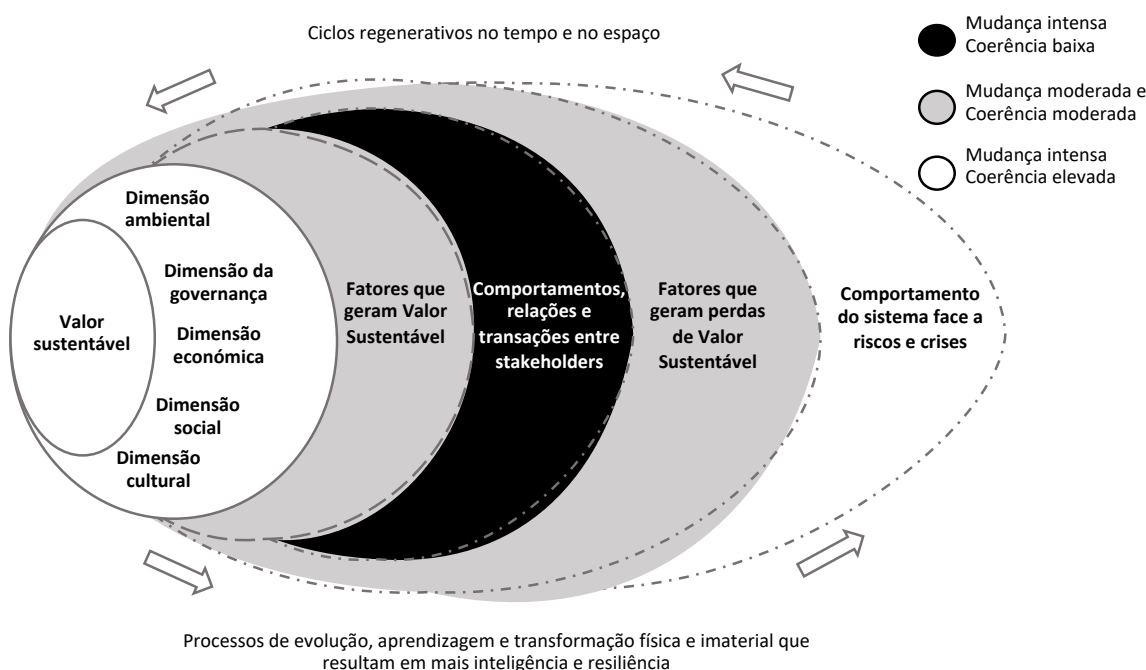 Ciclos regenerativos no tempo e no espaço
Mudança intensa
Coerência baixa
Mudança moderada e
Coerência moderada
Mudança intensa
Coerência elevada
Dimensão
ambiental
Dimensão da
governança
Valor
sustentável
Dimensão
económica
Dimensão
social
Dimensão
cultural
Fatores que
geram Valor
Sustentável
Comportamentos,
relações e
transações entre
stakeholders
Fatores que
geram perdas
de Valor
Sustentável
Comportamento
do sistema face a
riscos e crises
Processos de evolução, aprendizagem e transformação física e imaterial que
resultam em mais inteligência e resiliência